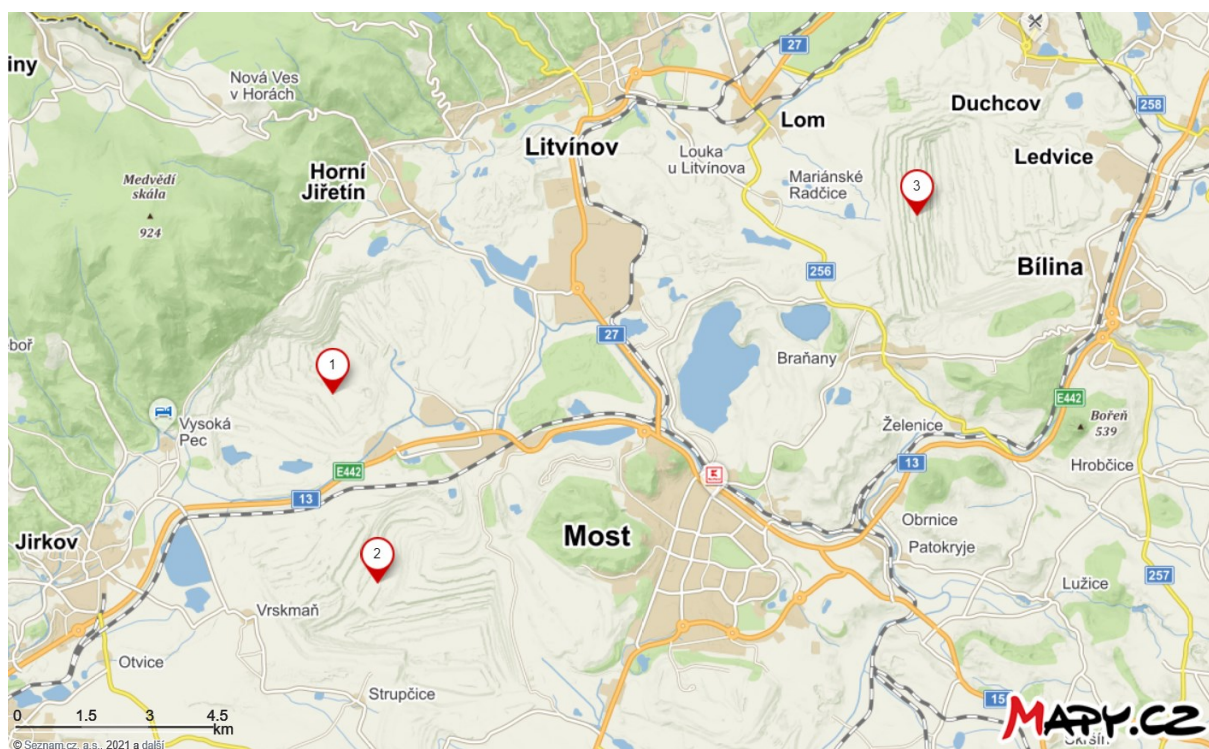 iny
Nová Ves
v Horách
27
Duchcov
258
Lom
Litvínov
Louka
u Litvínova
Ledvice
Horní
Jiřetín
Medvědí
skála
924
Mariánské
Radčice
3
256
Bílina
27
Braňany
1
eboř
Vysoká
Pec
E442
Želenice
Bořeň
539
E442
13
Hrobčice
13
Jirkov
Most
Obrnice
Patokryje
2
257
Lužice
Vrskmaň
Otvice
Strupčice
15
0 1.5 3 4.5
km
MAPY.CZ
Skršín
© Seznam.cz, a.s., 2021 a další